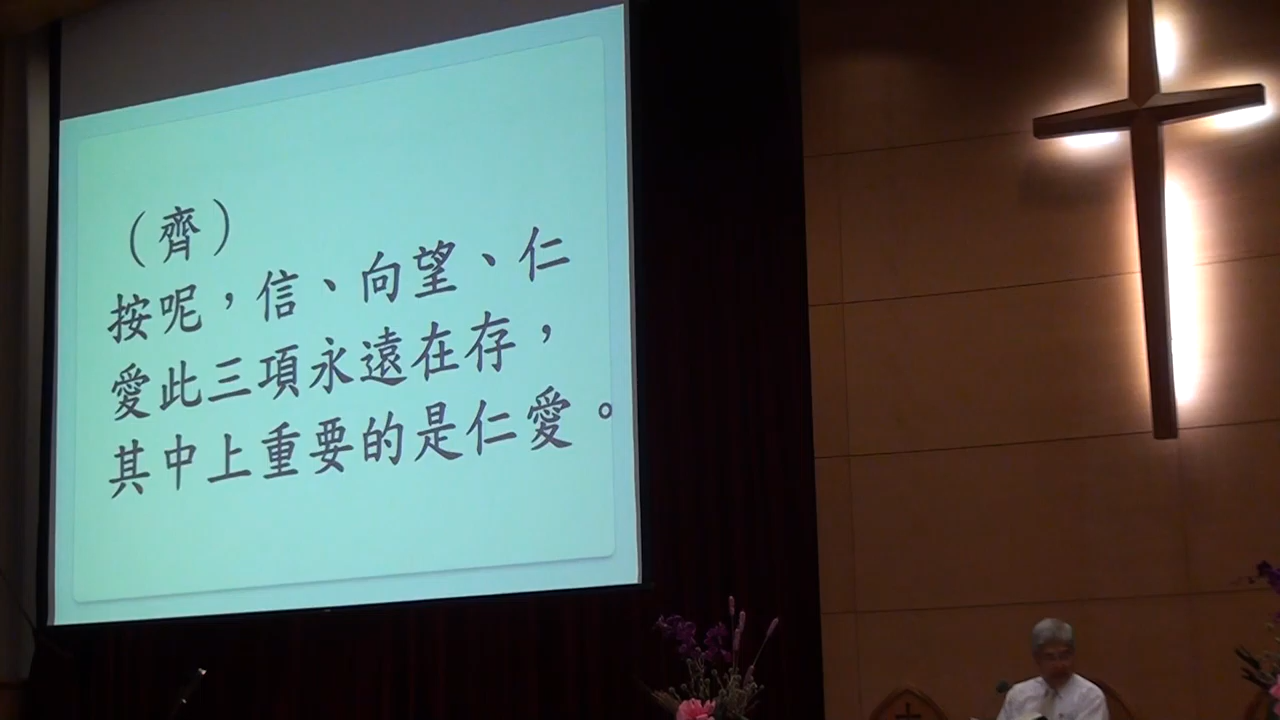 （齊）
按呢，信、向望、仁
愛此三項永遠在存，
其中上重要的是仁愛。